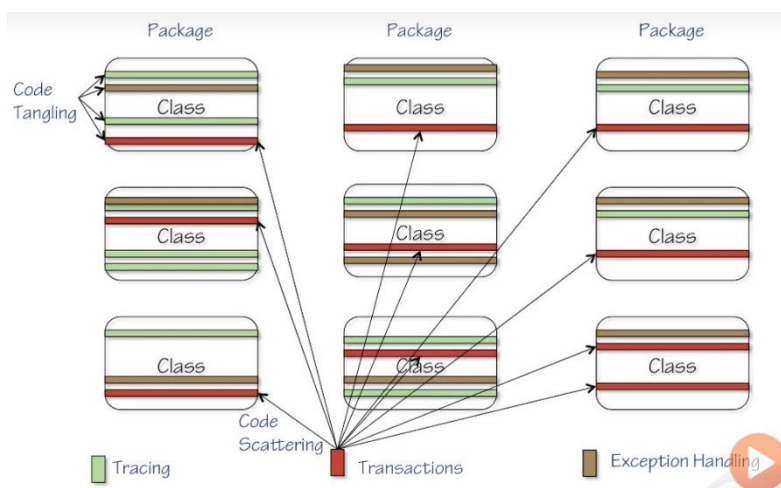 Package
Package
Package
Code
Tangling
Class
Class
Class
Class
Class
Class
Class
Class
Class
Code
Scattering
Tracing
Transactions
Exception Handling